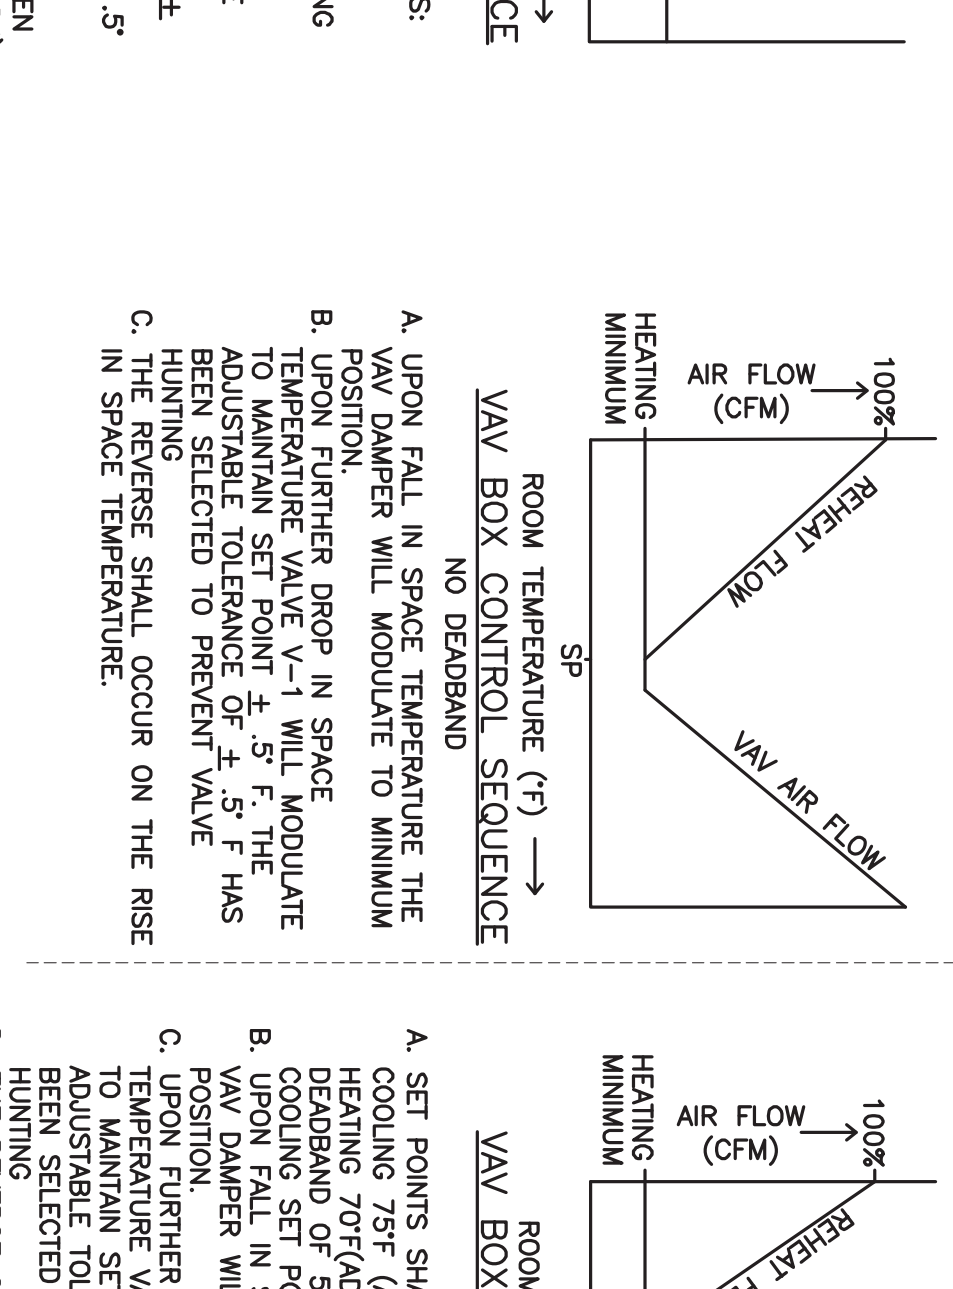 CE
S:
NG
±
.5°
EEN
100%
AIR FLOW
(CFM)
HEATING
MINIMUM
REHEAT FLOW
VAV AIR FLOW
SP
ROOM TEMPERATURE (°F)
VAV BOX CONTROL SEQUENCE
NO DEADBAND
A. UPON FALL IN SPACE TEMPERATURE THE
VAV DAMPER WILL MODULATE TO MINIMUM
POSITION.
B. UPON FURTHER DROP IN SPACE
TEMPERATURE VALVE V-1 WILL MODULATE
TO MAINTAIN SET POINT ± .5° F. THE
ADJUSTABLE TOLERANCE OF ± .5° F HAS
BEEN SELECTED TO PREVENT VALVE
HUNTING
C. THE REVERSE SHALL OCCUR ON THE RISE
IN SPACE TEMPERATURE.
100%
AIR FLOW
(CFM)
HEATING
MINIMUM
REHEAT
ROOM
VAV BOX
A. SET POINTS SHA
COOLING 75°F (
HEATING 70°F(AD
DEADBAND OF 5
COOLING SET PO
B. UPON FALL IN S
VAV DAMPER WIL
POSITION.
C. UPON FURTHER
TEMPERATURE VA
TO MAINTAIN SE
ADJUSTABLE TOL
BEEN SELECTED
HUNTING